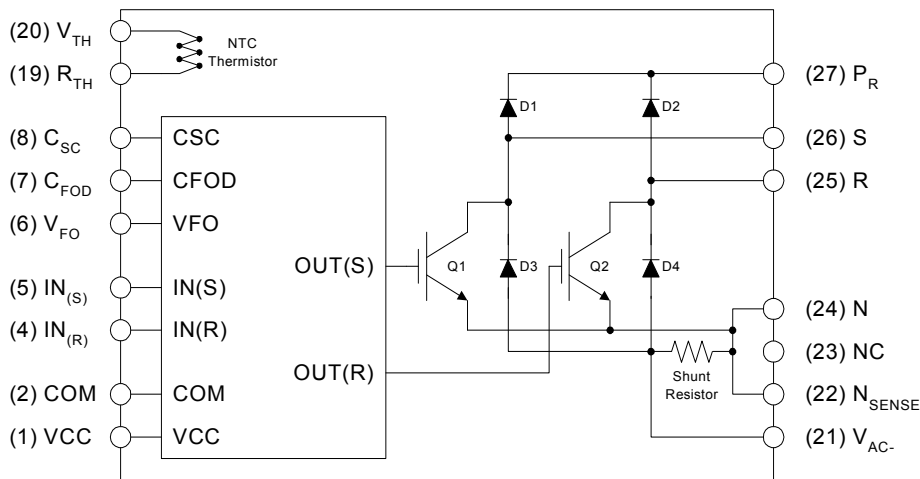 (20) V_TH
NTC
Thermistor
(19) R_TH
(27) P_R
D1
D2
(8) C_SC
CSC
(26) S
(7) C_FOD
CFOD
(25) R
(6) V_FO
VFO
OUT(S)
Q1
D3
Q2
D4
(5) IN_(S)
IN(S)
(24) N
(4) IN_(R)
IN(R)
(23) NC
OUT(R)
Shunt
Resistor
(2) COM
COM
(22) N_SENSE
(1) VCC
VCC
(21) V_AC-